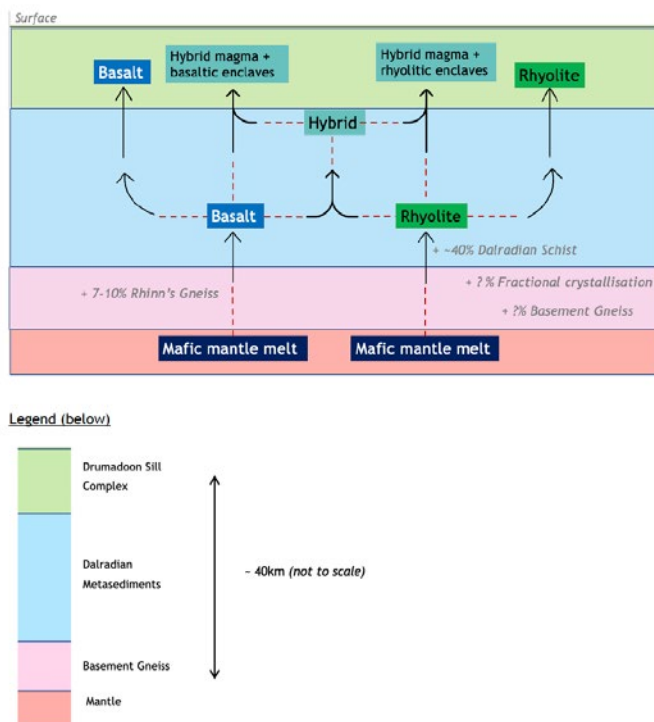 Surface
Basalt
Hybrid magma +
basaltic enclaves
Hybrid magma +
rhyolitic enclaves
Rhyolite
Hybrid
Basalt
Rhyolite
+ ~40% Dalradian Schist
+ 7-10% Rhinn's Gneiss
+ ? % Fractional crystallisation
+ ?% Basement Gneiss
Mafic mantle melt
Mafic mantle melt
Legend (below)
Drumadoon Sill
Complex
Dalradian
Metasediments
~ 40km (not to scale)
Basement Gneiss
Mantle